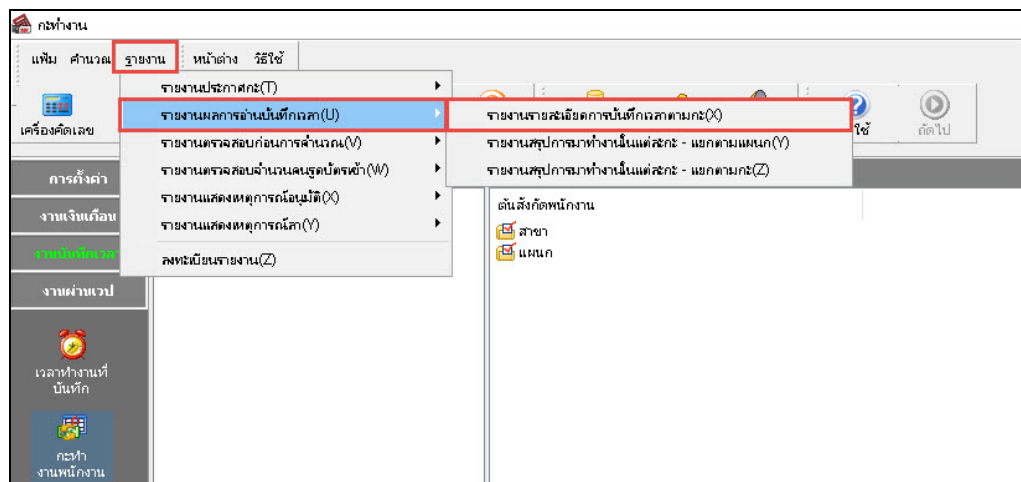 กะทำงาน
แฟ้ม คำนวณ รายงาน หน้าต่าง วิธีใช้
เครื่องคิดเลข
ใช้
ถัดไป
รายงานประกาศกะ(T)
รายงานผลการอ่านบันทึกเวลา(U)
รายงานตรวจสอบก่อนการคำนวณ(V)
รายงานตรวจสอบจำนวนคนรูดบัตรเข้า(W)
รายงานแสดงเหตุการณ์อนุมัติ(X)
รายงานแสดงเหตุการณ์ลา(Y)
ลงทะเบียนรายงาน(Z)
รายงานรายละเอียดการบันทึกเวลาตามกะ(X)
รายงานสรุปการมาทำงานในแต่ละกะ - แยกตามแผนก(Y)
รายงานสรุปการมาทำงานในแต่ละกะ - แยกตามกะ(Z)
การตั้งค่า
งานเงินเดือน
งานบันทึกเวลา
งานผ่านเวป
เวลาทำงานที่
บันทึก
กะทำ
งานพนักงาน
ต้นสังกัดพนักงาน
สาขา
แผนก